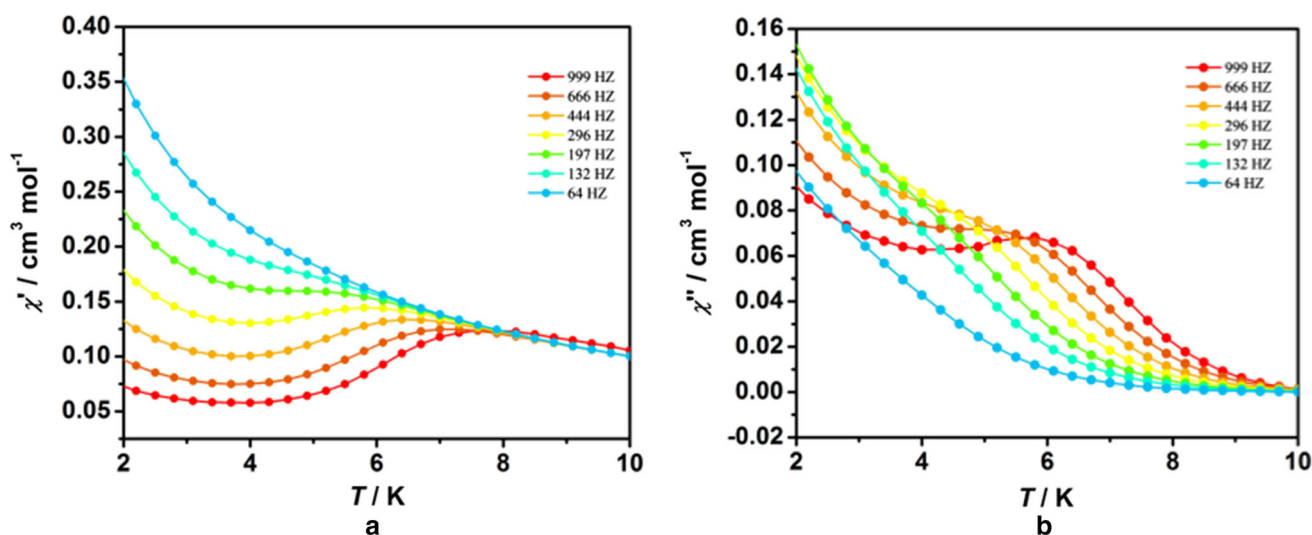 0.40
0.35
0.30
0.25
0.20
0.15
0.10
0.05
χ' / cm³ mol⁻¹
999 HZ
666 HZ
444 HZ
296 HZ
197 HZ
132 HZ
64 HZ
2 4 6 8 10
T / K
a
0.16
0.14
0.12
0.10
0.08
0.06
0.04
0.02
0.00
-0.02
χ'' / cm³ mol⁻¹
999 HZ
666 HZ
444 HZ
296 HZ
197 HZ
132 HZ
64 HZ
2 4 6 8 10
T / K
b